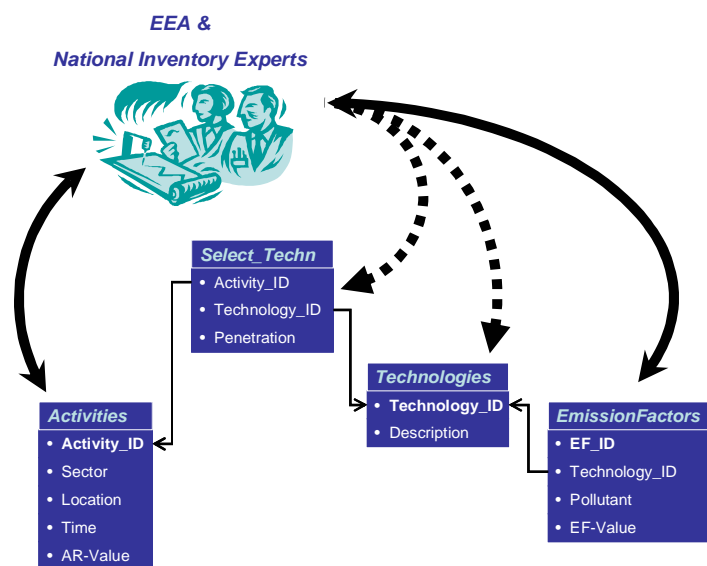 EEA &
National Inventory Experts
Select_Techn
• Activity_ID
• Technology_ID
• Penetration
Technologies
• Technology_ID
• Description
Activities
• Activity_ID
• Sector
• Location
• Time
• AR-Value
EmissionFactors
• EF_ID
• Technology_ID
• Pollutant
• EF-Value